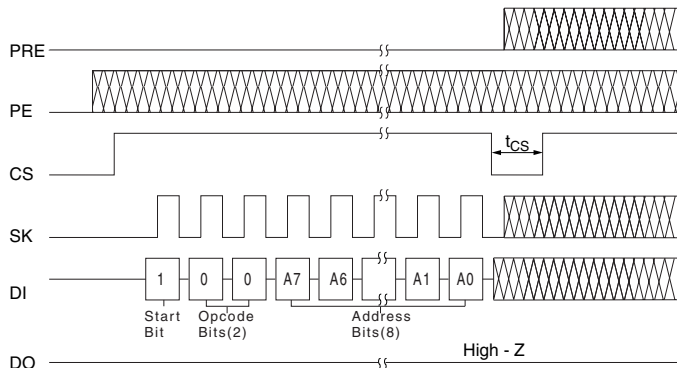 PRE
PE
CS
tCS
SK
DI
1 0 0 A7 A6 A1 A0
Start
Bit
Opcode
Bits(2)
Address
Bits(8)
High - Z
DO